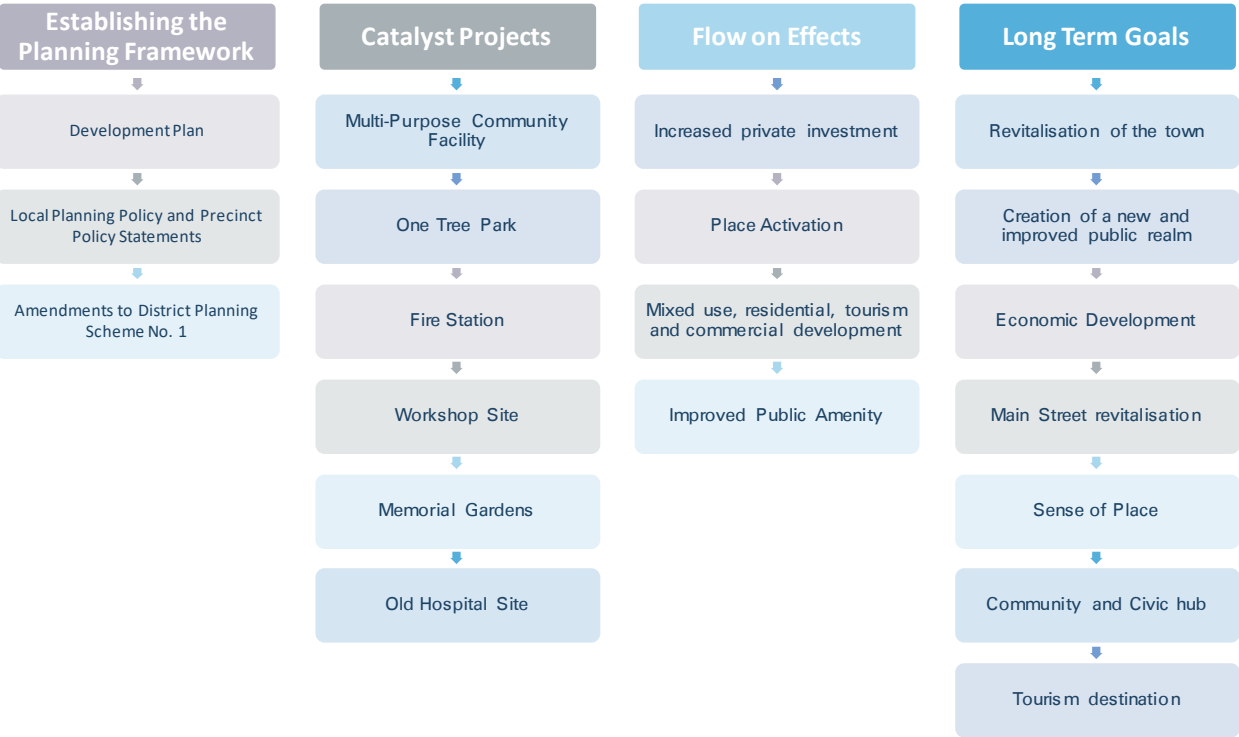 Establishing the
Planning Framework
Development Plan
Local Planning Policy and Precinct
Policy Statements
Amendments to District Planning
Scheme No. 1
Catalyst Projects
Multi-Purpose Community
Facility
One Tree Park
Fire Station
Workshop Site
Memorial Gardens
Old Hospital Site
Flow on Effects
Increased private investment
Place Activation
Mixed use, residential, tourism
and commercial development
Improved Public Amenity
Long Term Goals
Revitalisation of the town
Creation of a new and
improved public realm
Economic Development
Main Street revitalisation
Sense of Place
Community and Civic hub
Tourism destination